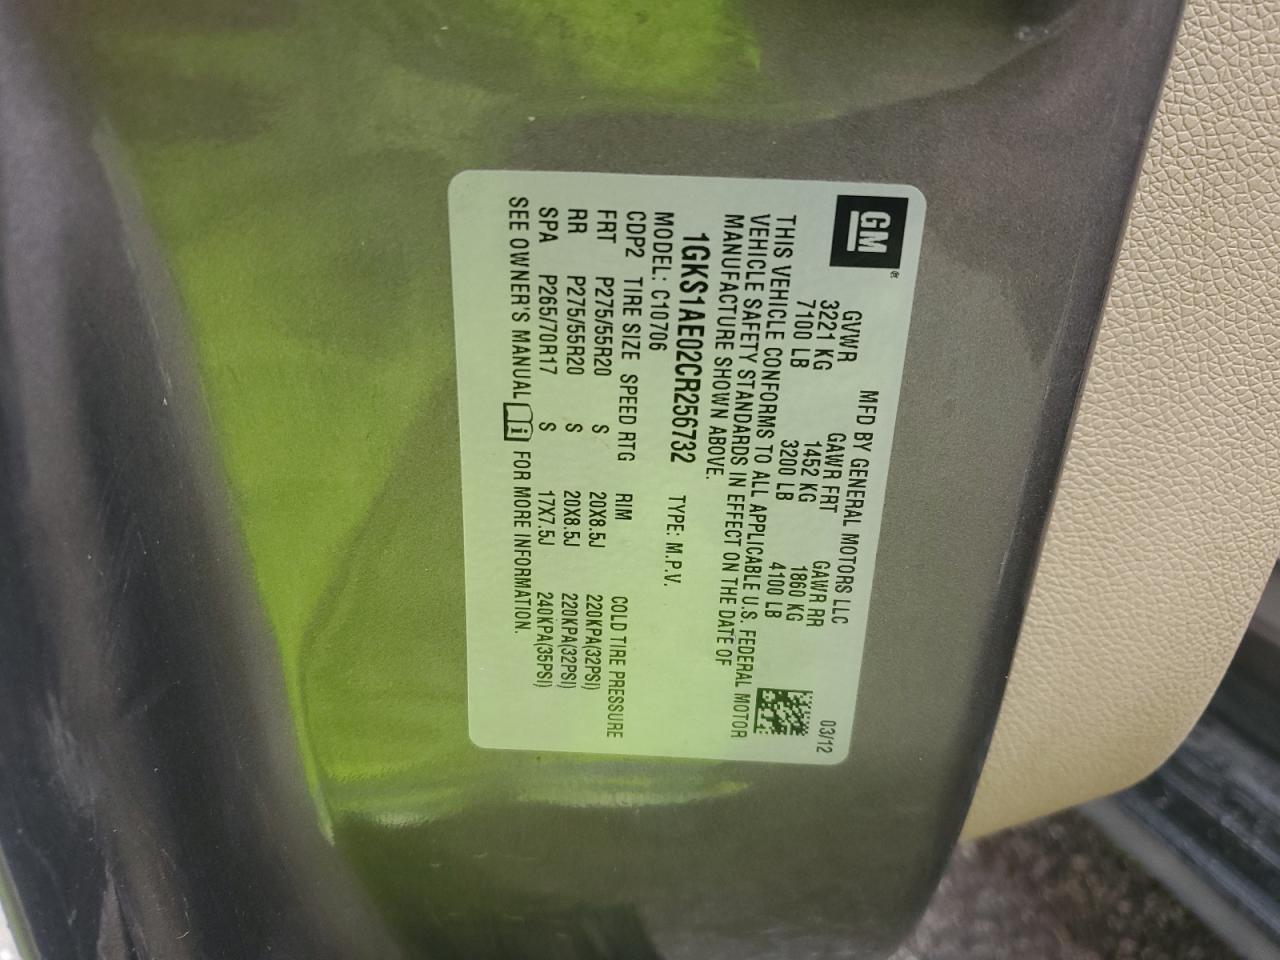 GM®
MFD BY GENERAL MOTORS LLC 03/12
GVWR GAWR FRT GAWR RR
3221 KG 1452 KG 1860 KG
7100 LB 3200 LB 4100 LB
THIS VEHICLE CONFORMS TO ALL APPLICABLE U.S. FEDERAL MOTOR
VEHICLE SAFETY STANDARDS IN EFFECT ON THE DATE OF
MANUFACTURE SHOWN ABOVE.
1GKS1AE02CR256732 TYPE: M.P.V.
MODEL: C10706
CDP2 TIRE SIZE SPEED RTG RIM COLD TIRE PRESSURE
FRT P275/55R20 S 20X8.5J 220KPA(32PSI)
RR P275/55R20 S 20X8.5J 220KPA(32PSI)
SPA P265/70R17 S 17X7.5J 240KPA(35PSI)
SEE OWNER'S MANUAL i FOR MORE INFORMATION.